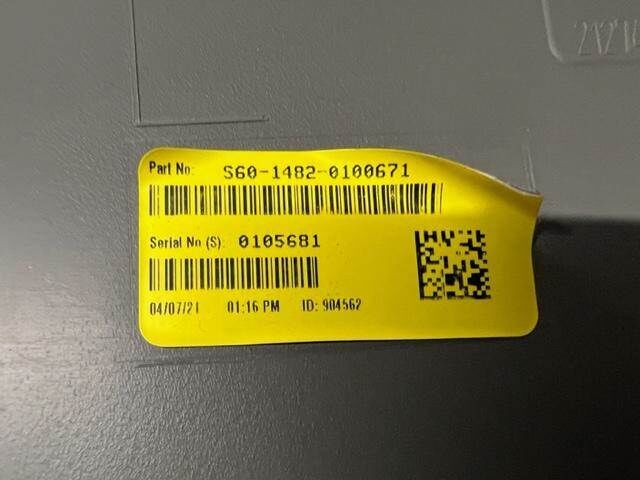 Part No: S60-1482-0100671
Serial No (S): 0105681
04/07/21 01:16 PM ID: 904562